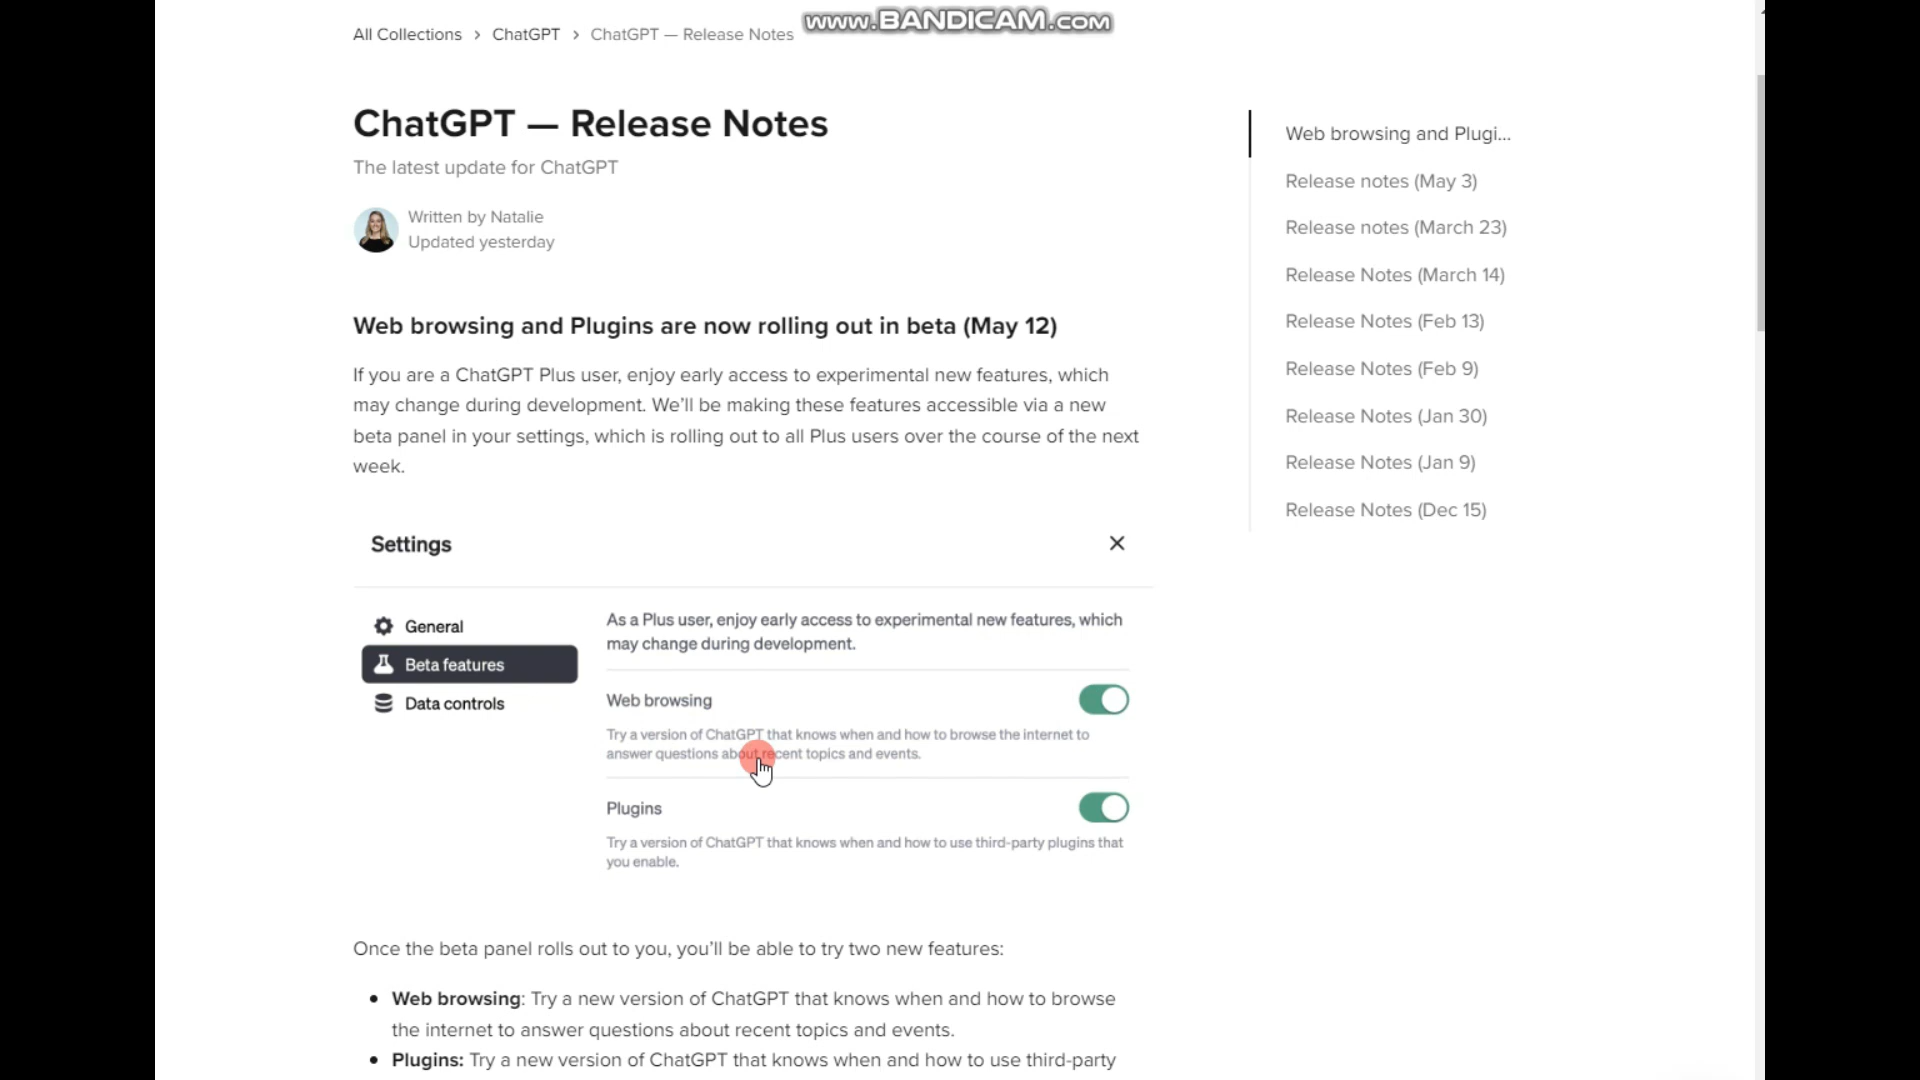 www.BANDICAM.com
All Collections > ChatGPT > ChatGPT — Release Notes
ChatGPT — Release Notes
The latest update for ChatGPT
Written by Natalie
Updated yesterday
Web browsing and Plugins are now rolling out in beta (May 12)
If you are a ChatGPT Plus user, enjoy early access to experimental new features, which
may change during development. We’ll be making these features accessible via a new
beta panel in your settings, which is rolling out to all Plus users over the course of the next
week.
Settings
General
Beta features
Data controls
As a Plus user, enjoy early access to experimental new features, which
may change during development.
Web browsing
Try a version of ChatGPT that knows when and how to browse the internet to
answer questions about recent topics and events.
Plugins
Try a version of ChatGPT that knows when and how to use third-party plugins that
you enable.
Once the beta panel rolls out to you, you’ll be able to try two new features:
• Web browsing: Try a new version of ChatGPT that knows when and how to browse
the internet to answer questions about recent topics and events.
• Plugins: Try a new version of ChatGPT that knows when and how to use third-party
Web browsing and Plugi...
Release notes (May 3)
Release notes (March 23)
Release Notes (March 14)
Release Notes (Feb 13)
Release Notes (Feb 9)
Release Notes (Jan 30)
Release Notes (Jan 9)
Release Notes (Dec 15)